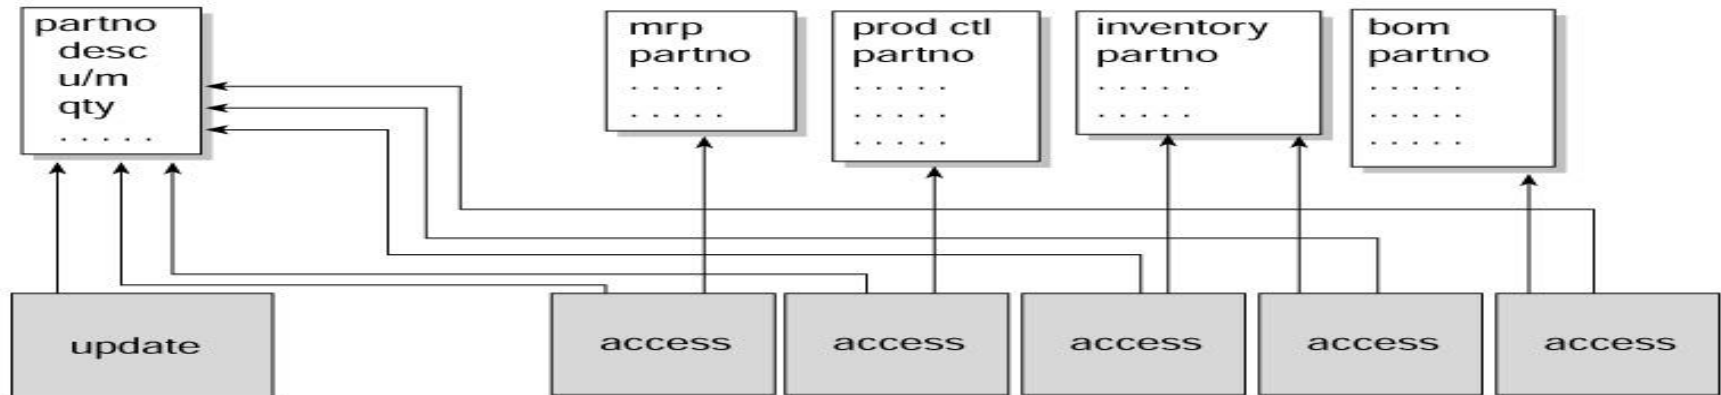 partno
desc
u/m
qty
. . . . .
mrp
partno
. . . . .
. . . . .
prod ctl
partno
. . . . .
. . . . .
. . . . .
inventory
partno
. . . . .
. . . . .
bom
partno
. . . . .
. . . . .
. . . . .
update
access
access
access
access
access